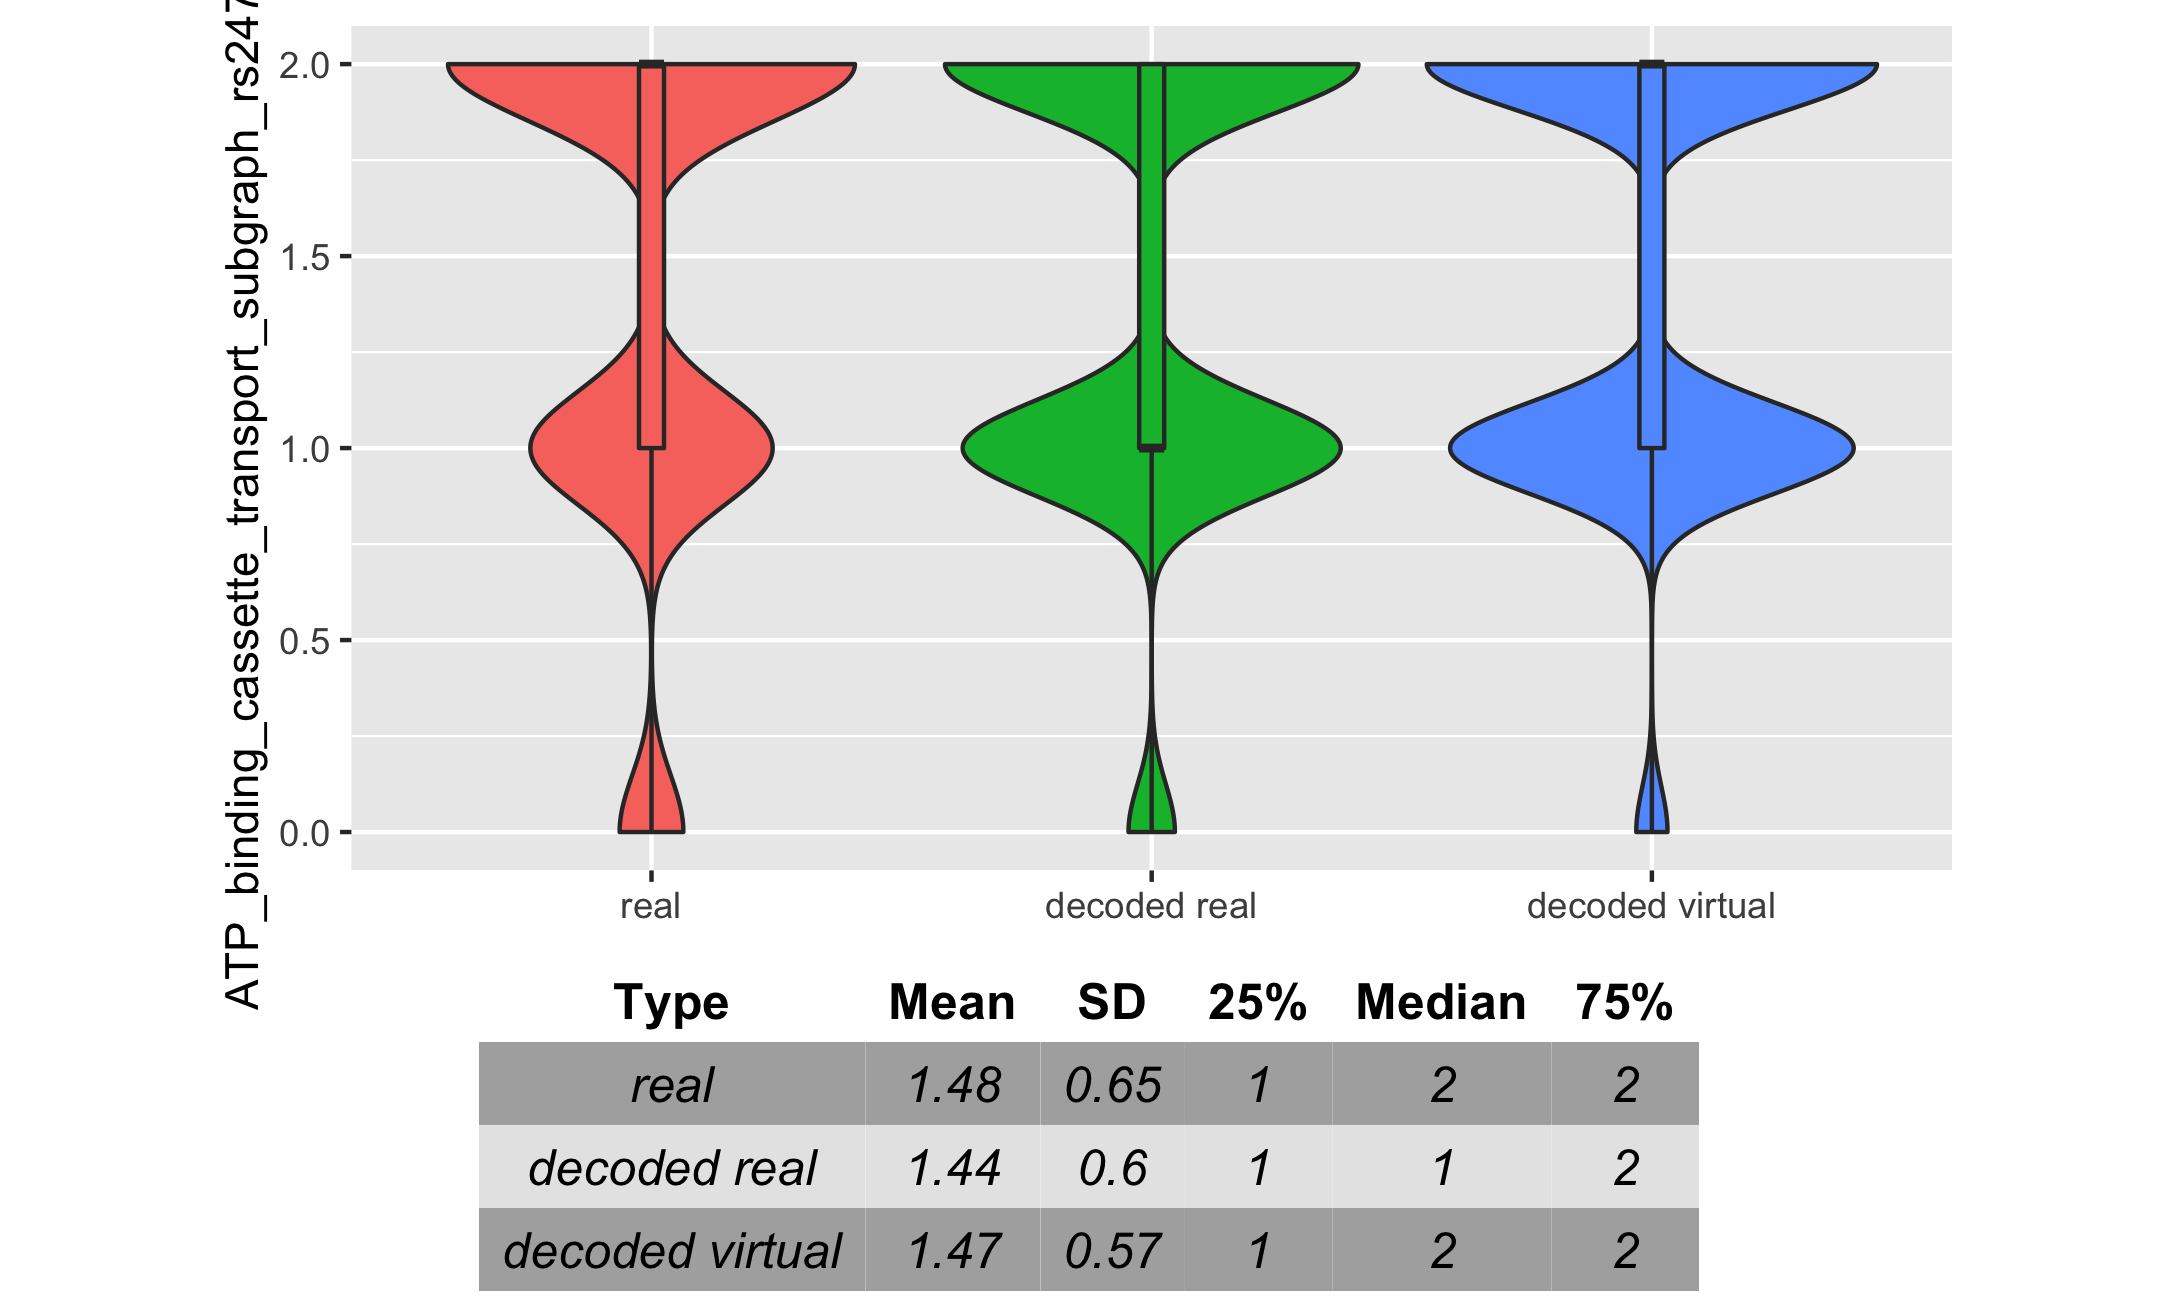 ATP_binding_cassette_transport_subgraph_rs247
2.0
1.5
1.0
0.5
0.0
real decoded real decoded virtual
Type Mean SD 25% Median 75%
real 1.48 0.65 1 2 2
decoded real 1.44 0.6 1 1 2
decoded virtual 1.47 0.57 1 2 2